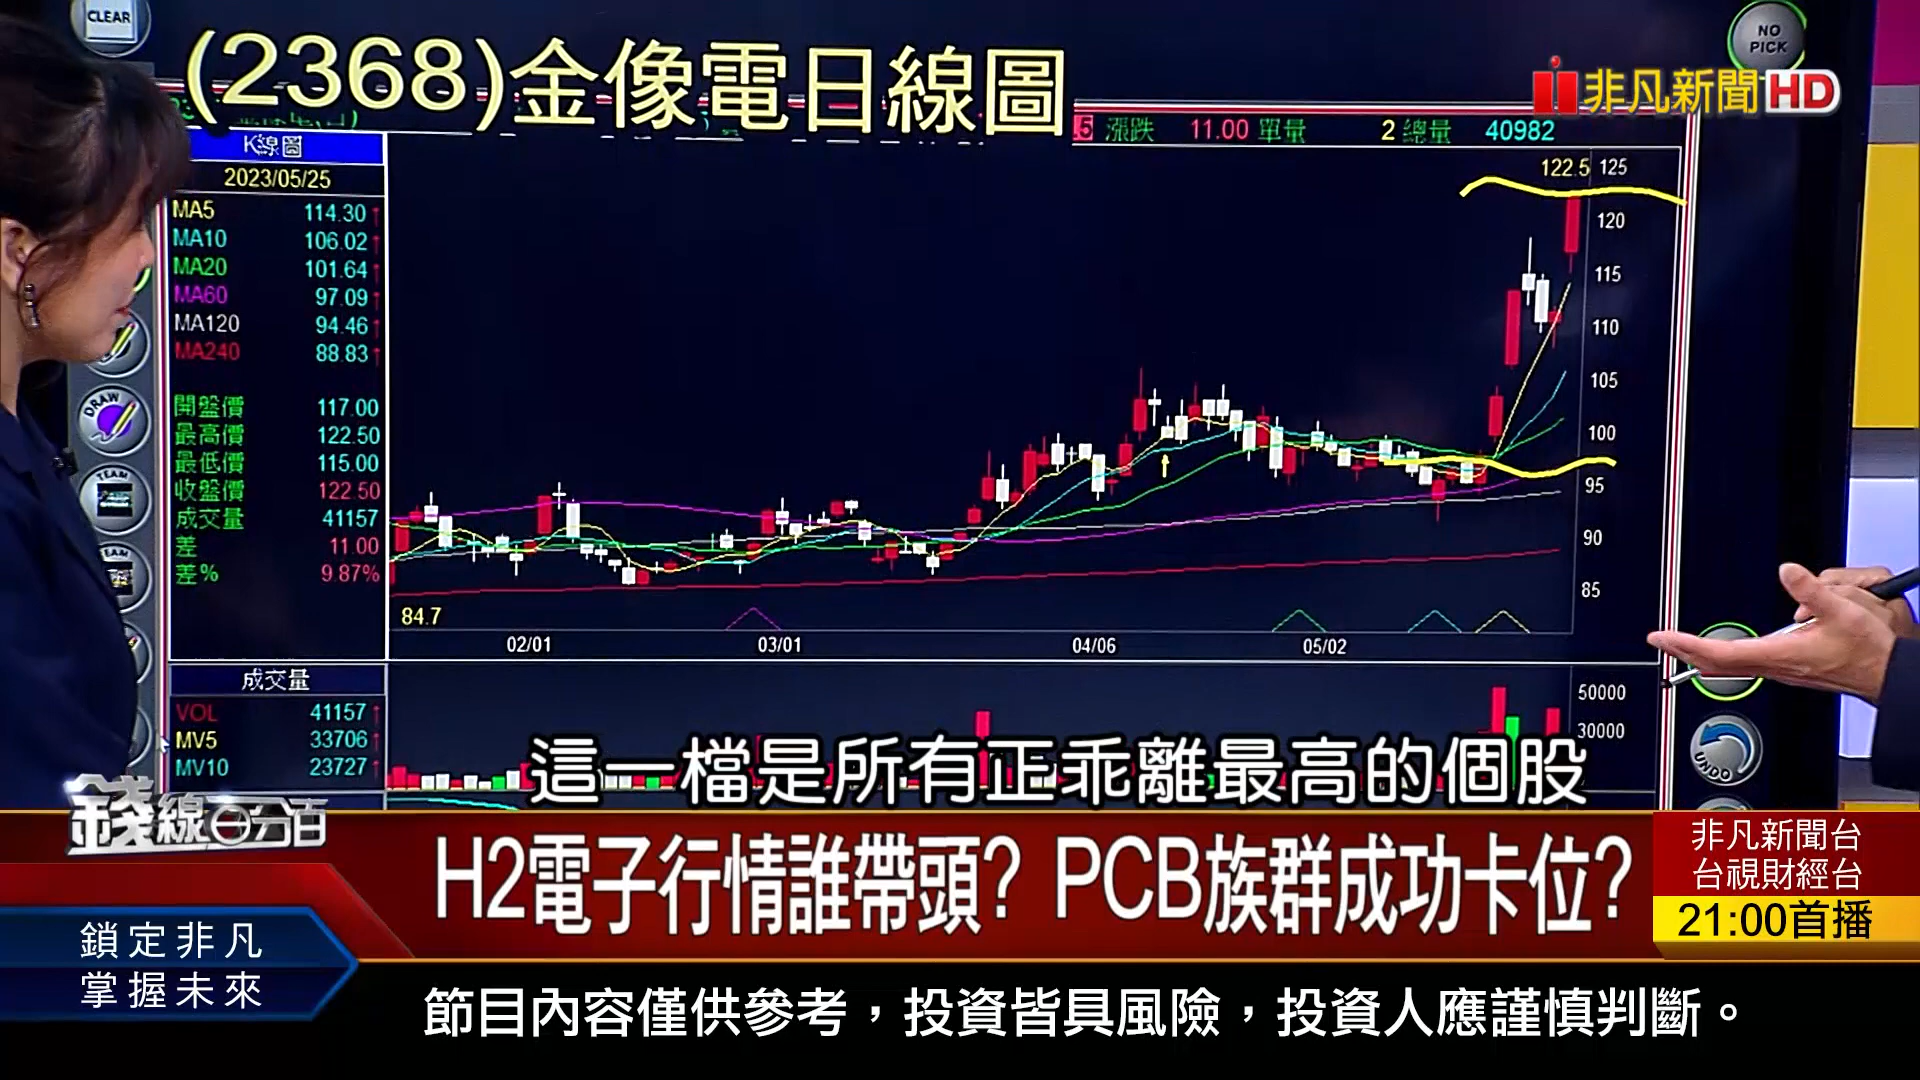 CLEAR
NO PICK
(2368)金像電日線圖
非凡新聞HD
漲跌 11.00 單量 2 總量 40982
K線圖
2023/05/25
MA5 114.30↑
MA10 106.02↑
MA20 101.64↑
MA60 97.09↑
MA120 94.46↑
MA240 88.83↑
開盤價 117.00
最高價 122.50
最低價 115.00
收盤價 122.50
成交量 41157
差 11.00
差% 9.87%
122.5
125
120
115
110
105
100
95
90
85
84.7
02/01 03/01 04/06 05/02
DRAW
TEAM
成交量
VOL 41157↑
MV5 33706↑
MV10 23727↑
50000
30000
UNDO
這一檔是所有正乖離最高的個股
錢線百分百
H2電子行情誰帶頭? PCB族群成功卡位?
非凡新聞台
台視財經台
21:00首播
鎖定非凡
掌握未來
節目內容僅供參考，投資皆具風險，投資人應謹慎判斷。